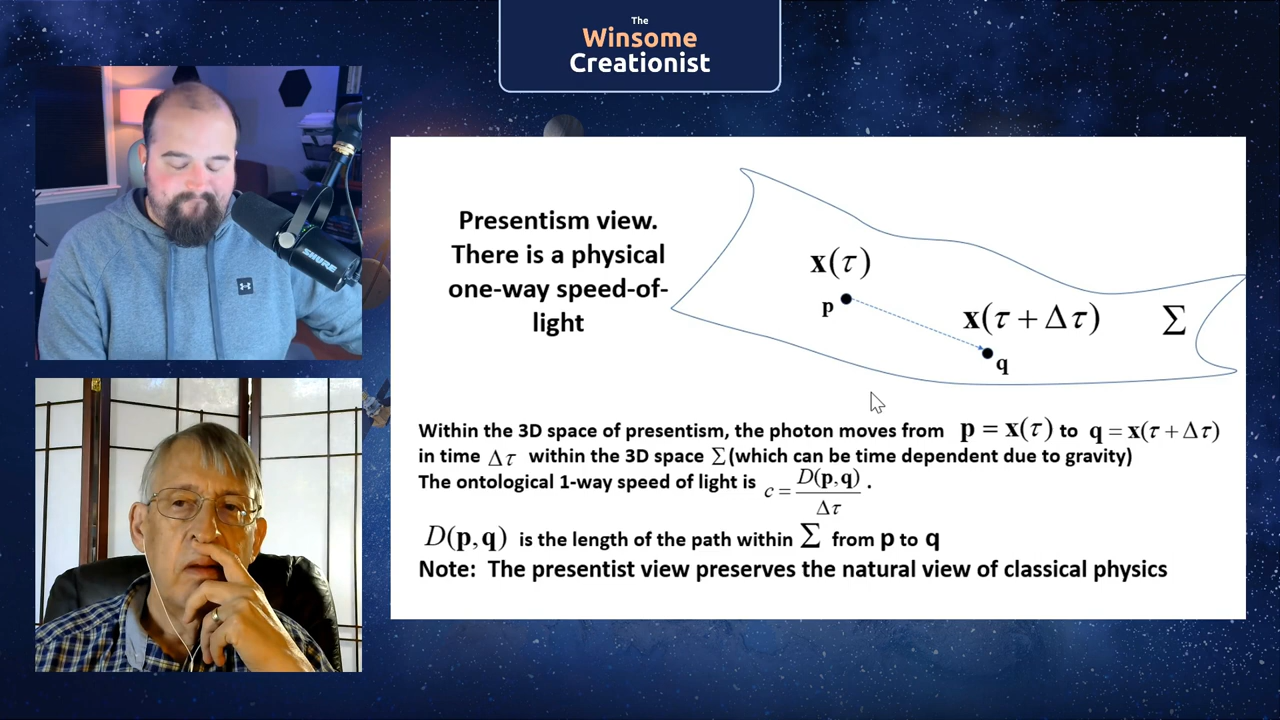 The
Winsome
Creationist
Presentism view.
There is a physical
one-way speed-of-
light
x(τ)
p
x(τ + Δτ)
q
Σ
Within the 3D space of presentism, the photon moves from p = x(τ) to q = x(τ + Δτ)
in time Δτ within the 3D space Σ (which can be time dependent due to gravity)
The ontological 1-way speed of light is c = D(p,q) / Δτ .
D(p,q) is the length of the path within Σ from p to q
Note: The presentist view preserves the natural view of classical physics
SHURE